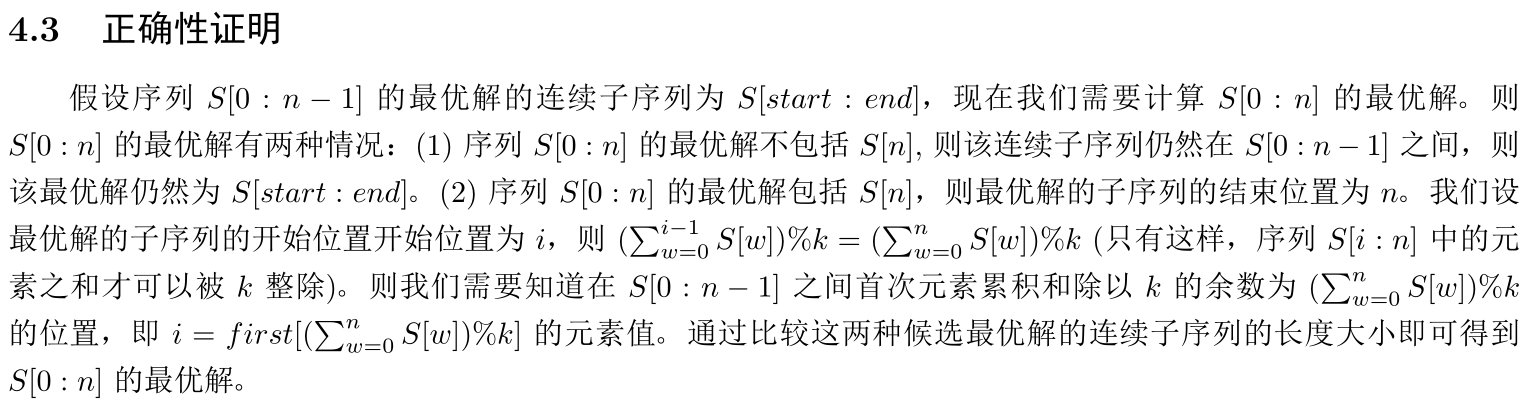 4.3 正确性证明
假设序列 S[0 : n − 1] 的最优解的连续子序列为 S[start : end]，现在我们需要计算 S[0 : n] 的最优解。则
S[0 : n] 的最优解有两种情况：(1) 序列 S[0 : n] 的最优解不包括 S[n], 则该连续子序列仍然在 S[0 : n − 1] 之间，则
该最优解仍然为 S[start : end]。(2) 序列 S[0 : n] 的最优解包括 S[n]，则最优解的子序列的结束位置为 n。我们设
最优解的子序列的开始位置开始位置为 i，则 (∑_{w=0}^{i−1} S[w])%k = (∑_{w=0}^{n} S[w])%k (只有这样，序列 S[i : n] 中的元
素之和才可以被 k 整除)。则我们需要知道在 S[0 : n − 1] 之间首次元素累积和除以 k 的余数为 (∑_{w=0}^{n} S[w])%k
的位置，即 i = first[(∑_{w=0}^{n} S[w])%k] 的元素值。通过比较这两种候选最优解的连续子序列的长度大小即可得到
S[0 : n] 的最优解。